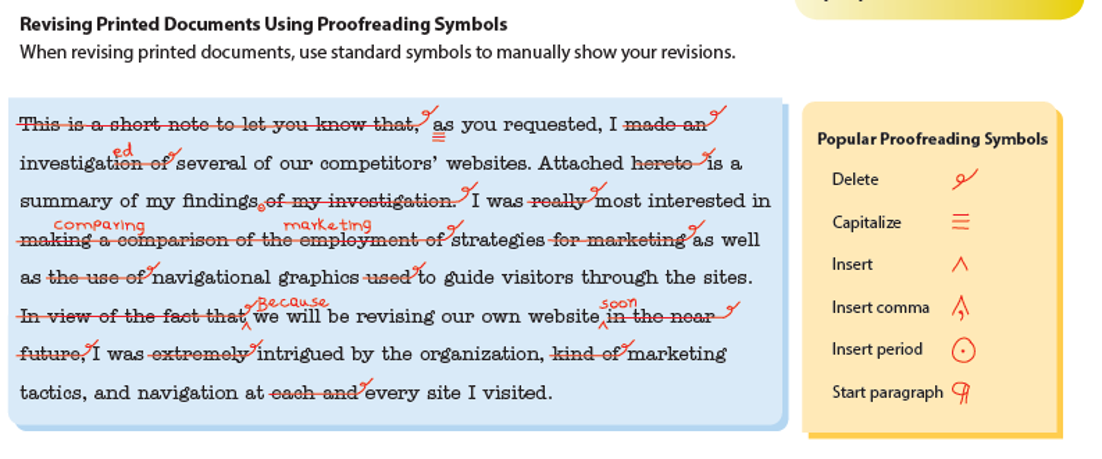 Revising Printed Documents Using Proofreading Symbols
When revising printed documents, use standard symbols to manually show your revisions.
This is a short note to let you know that, as you requested, I made an
ed
investigation of several of our competitors’ websites. Attached hereto is a
summary of my findings of my investigation. I was really most interested in
comparing marketing
making a comparison of the employment of strategies for marketing as well
as the use of navigational graphics used to guide visitors through the sites.
Because soon
In view of the fact that we will be revising our own website in the near
future, I was extremely intrigued by the organization, kind of marketing
tactics, and navigation at each and every site I visited.
Popular Proofreading Symbols
Delete
Capitalize
Insert
Insert comma
Insert period
Start paragraph